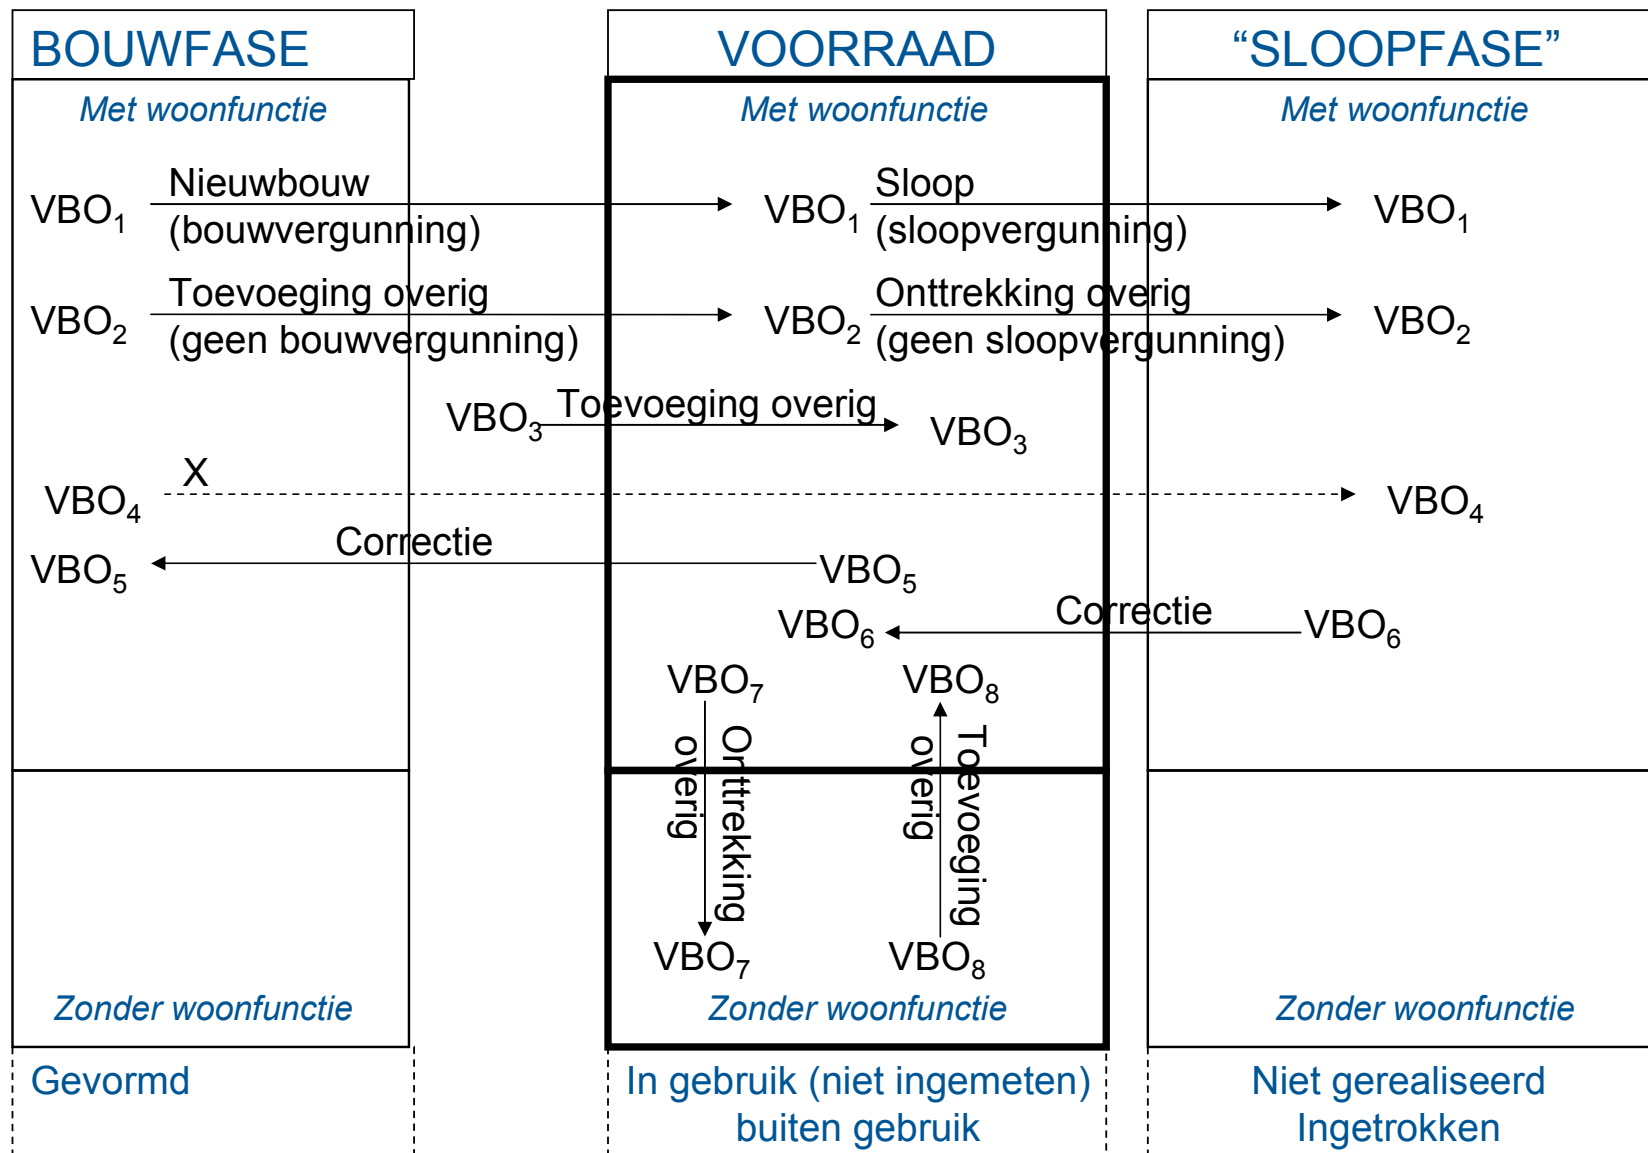 BOUWFASE
VOORRAAD
“SLOOPFASE”
Met woonfunctie
Met woonfunctie
Met woonfunctie
VBO₁
Nieuwbouw
(bouwvergunning)
VBO₁
Sloop
(sloopvergunning)
VBO₁
VBO₂
Toevoeging overig
(geen bouwvergunning)
VBO₂
Onttrekking overig
(geen sloopvergunning)
VBO₂
VBO₃
Toevoeging overig
VBO₃
VBO₄
X
VBO₄
VBO₅
Correctie
VBO₅
VBO₆
Correctie
VBO₆
VBO₇
VBO₈
Onttrekking
overig
Toevoeging
overig
VBO₇
VBO₈
Zonder woonfunctie
Zonder woonfunctie
Zonder woonfunctie
Gevormd
In gebruik (niet ingemeten)
buiten gebruik
Niet gerealiseerd
Ingetrokken